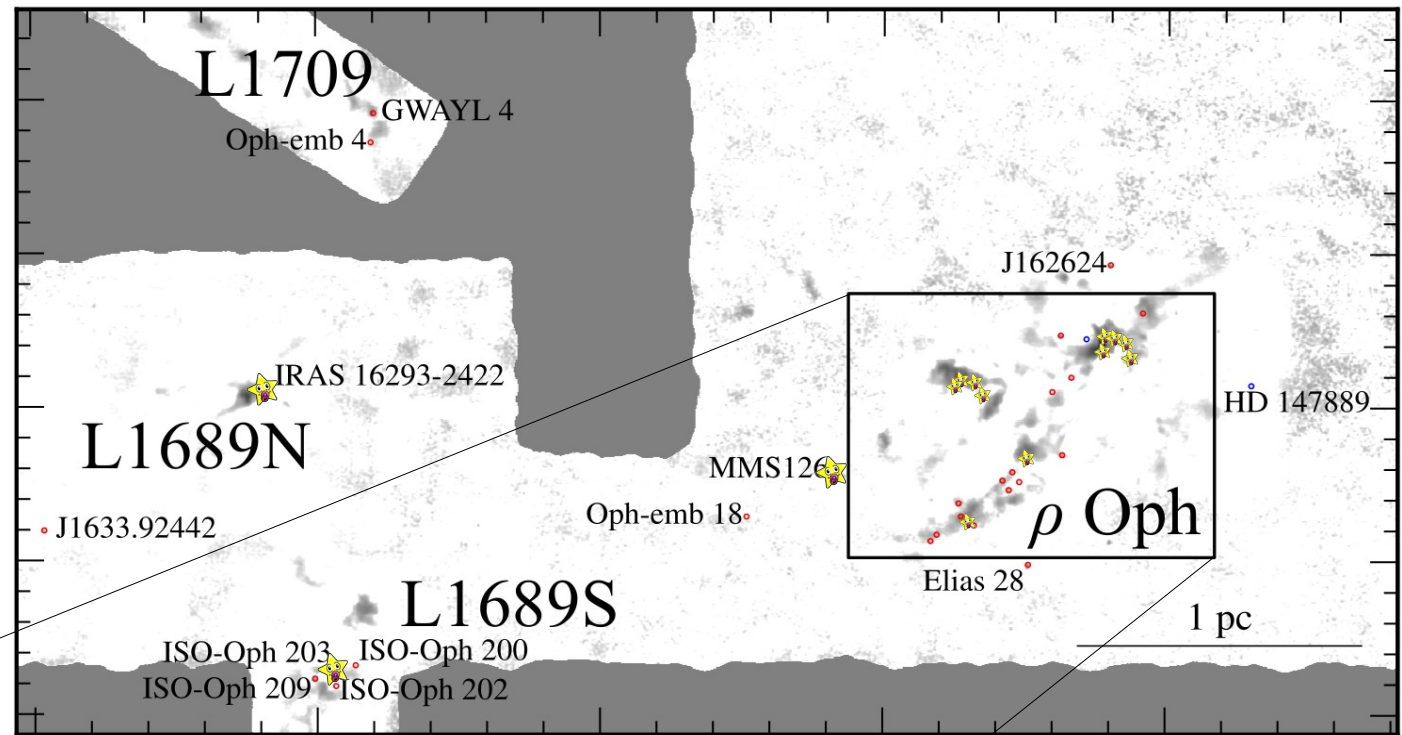 L1709
GWAYL 4
Oph-emb 4
J162624
IRAS 16293-2422
HD 147889
L1689N
MMS126
Oph-emb 18
ρ Oph
J1633.92442
Elias 28
L1689S
1 pc
ISO-Oph 203
ISO-Oph 200
ISO-Oph 209
ISO-Oph 202